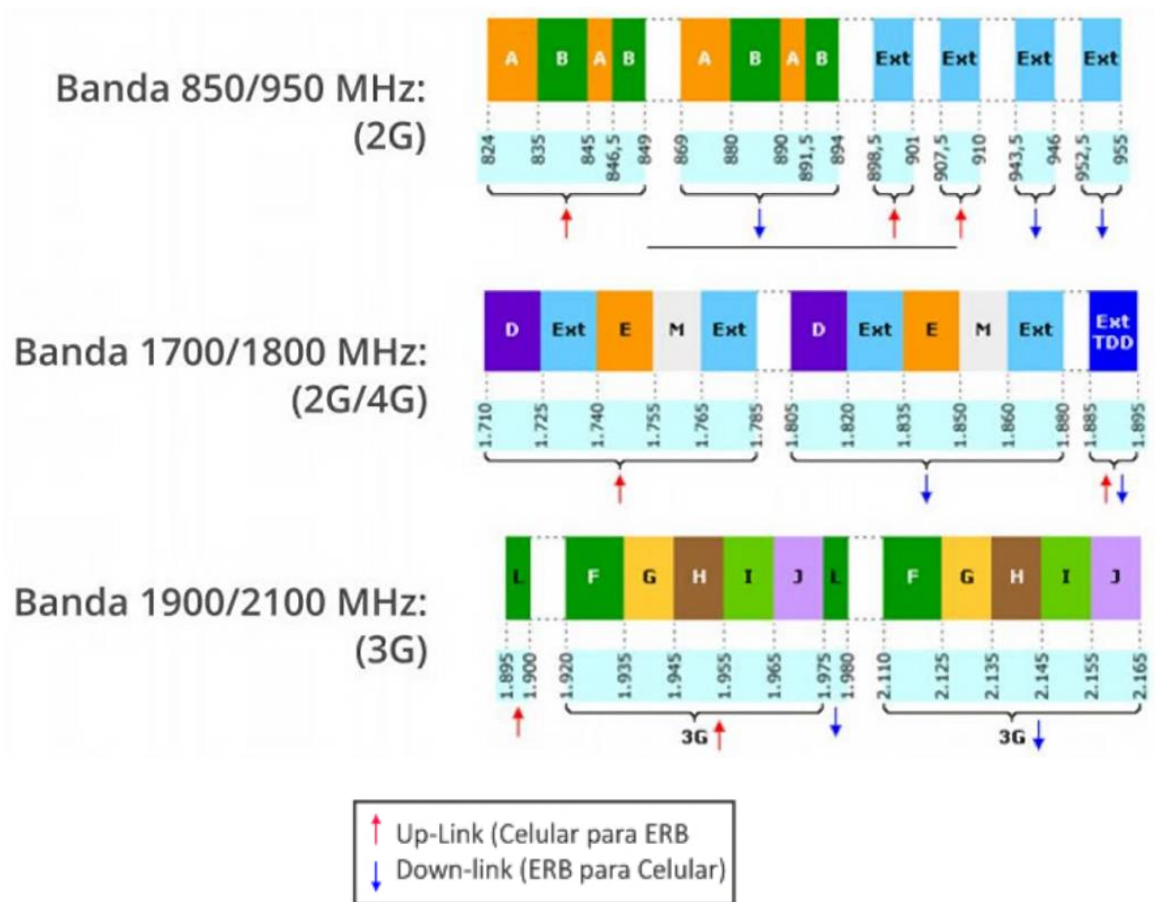 Banda 850/950 MHz:
(2G)
A B A B A B A B Ext Ext Ext Ext
824 835 845 846,5 849 869 880 890 891,5 894 898,5 901 907,5 910 943,5 946 952,5 955
Banda 1700/1800 MHz:
(2G/4G)
D Ext E M Ext D Ext E M Ext Ext
TDD
1.710 1.725 1.740 1.755 1.765 1.785 1.805 1.820 1.835 1.850 1.860 1.880 1.885 1.895
Banda 1900/2100 MHz:
(3G)
L F G H I J L F G H I J
1.895 1.900 1.920 1.935 1.945 1.955 1.965 1.975 1.980 2.110 2.125 2.135 2.145 2.155 2.165
3G 3G
Up-Link (Celular para ERB
Down-link (ERB para Celular)